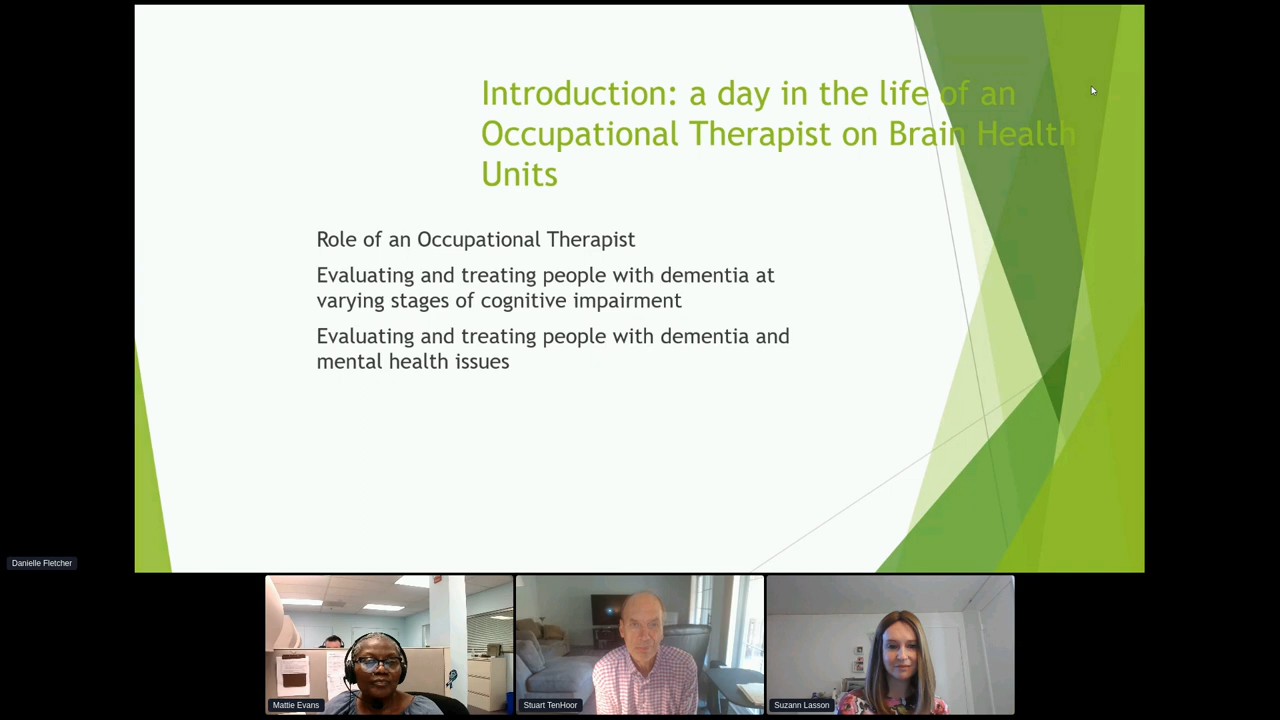 Introduction: a day in the life of an
Occupational Therapist on Brain Health
Units
Role of an Occupational Therapist
Evaluating and treating people with dementia at
varying stages of cognitive impairment
Evaluating and treating people with dementia and
mental health issues
Danielle Fletcher
Mattie Evans
Stuart TenHoor
Suzann Lasson